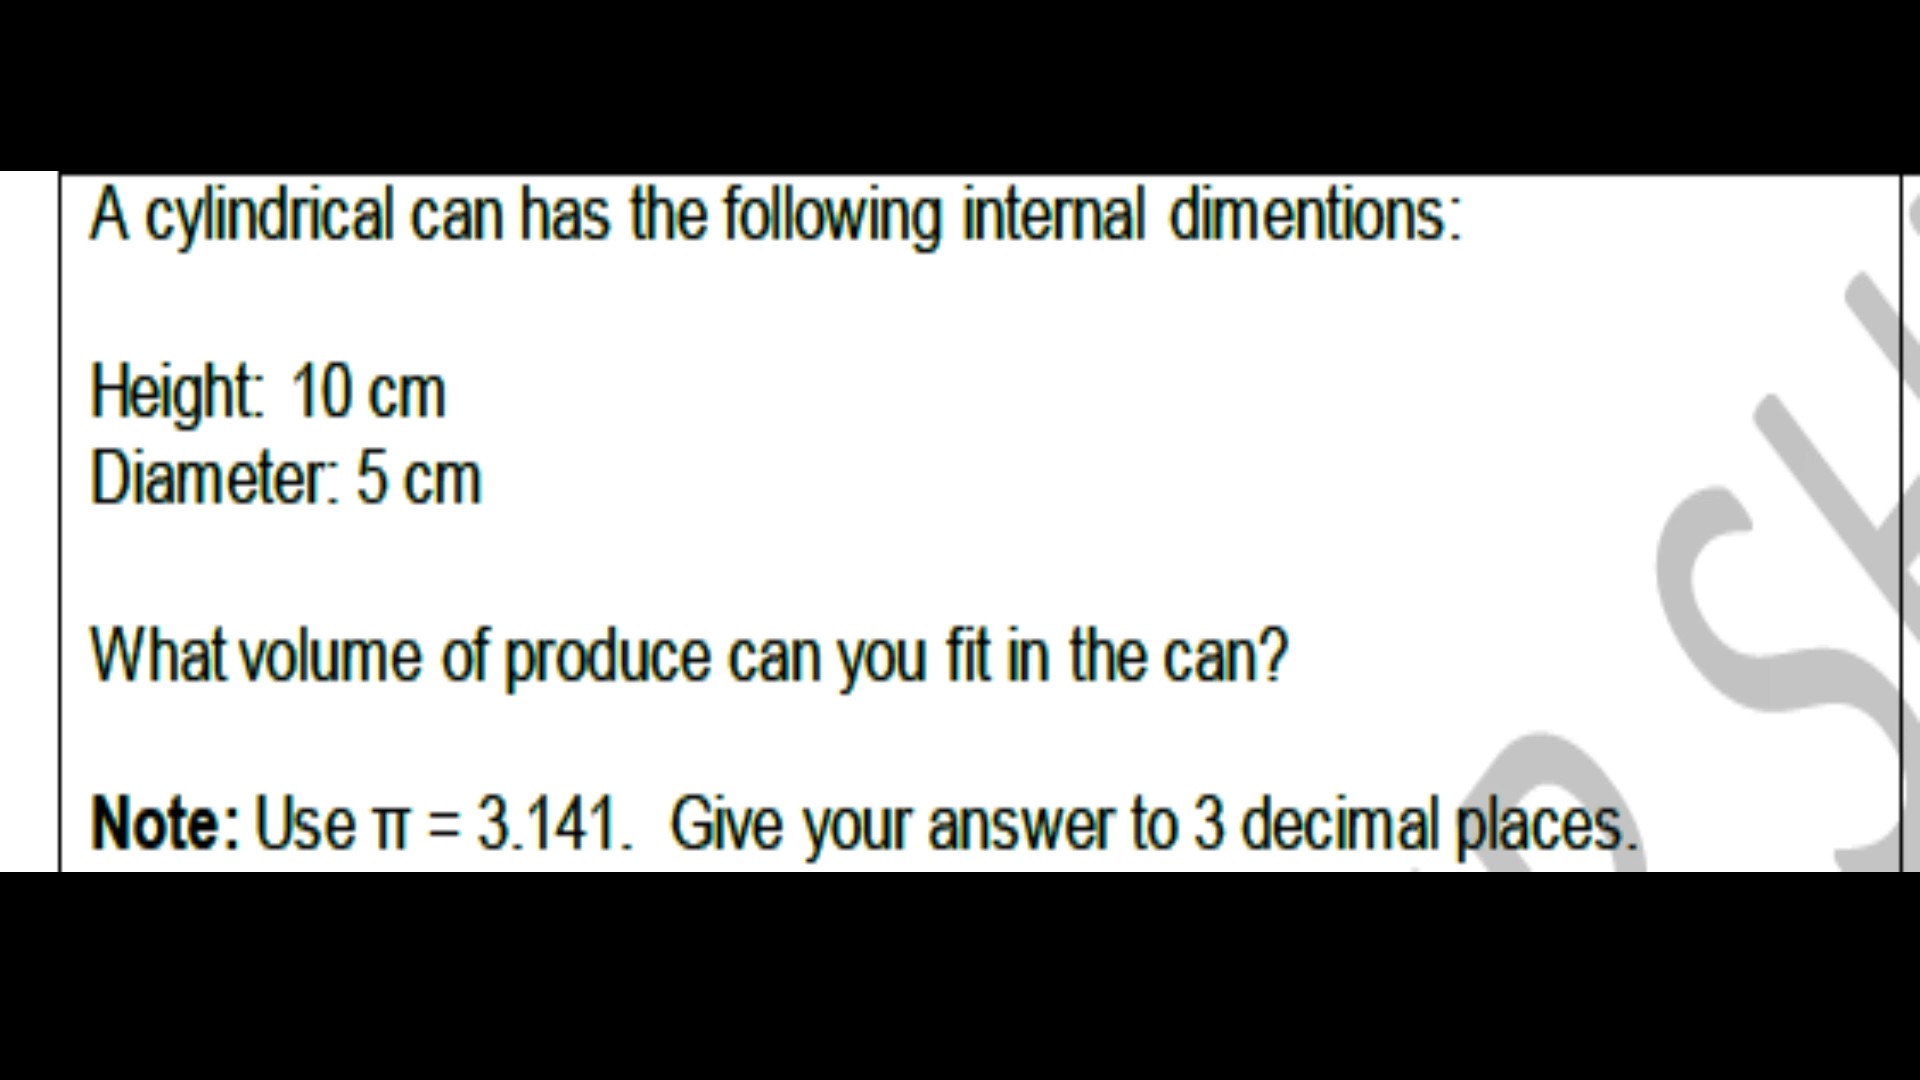 A cylindrical can has the following internal dimentions:
Height: 10 cm
Diameter: 5 cm
What volume of produce can you fit in the can?
Note: Use π = 3.141. Give your answer to 3 decimal places.